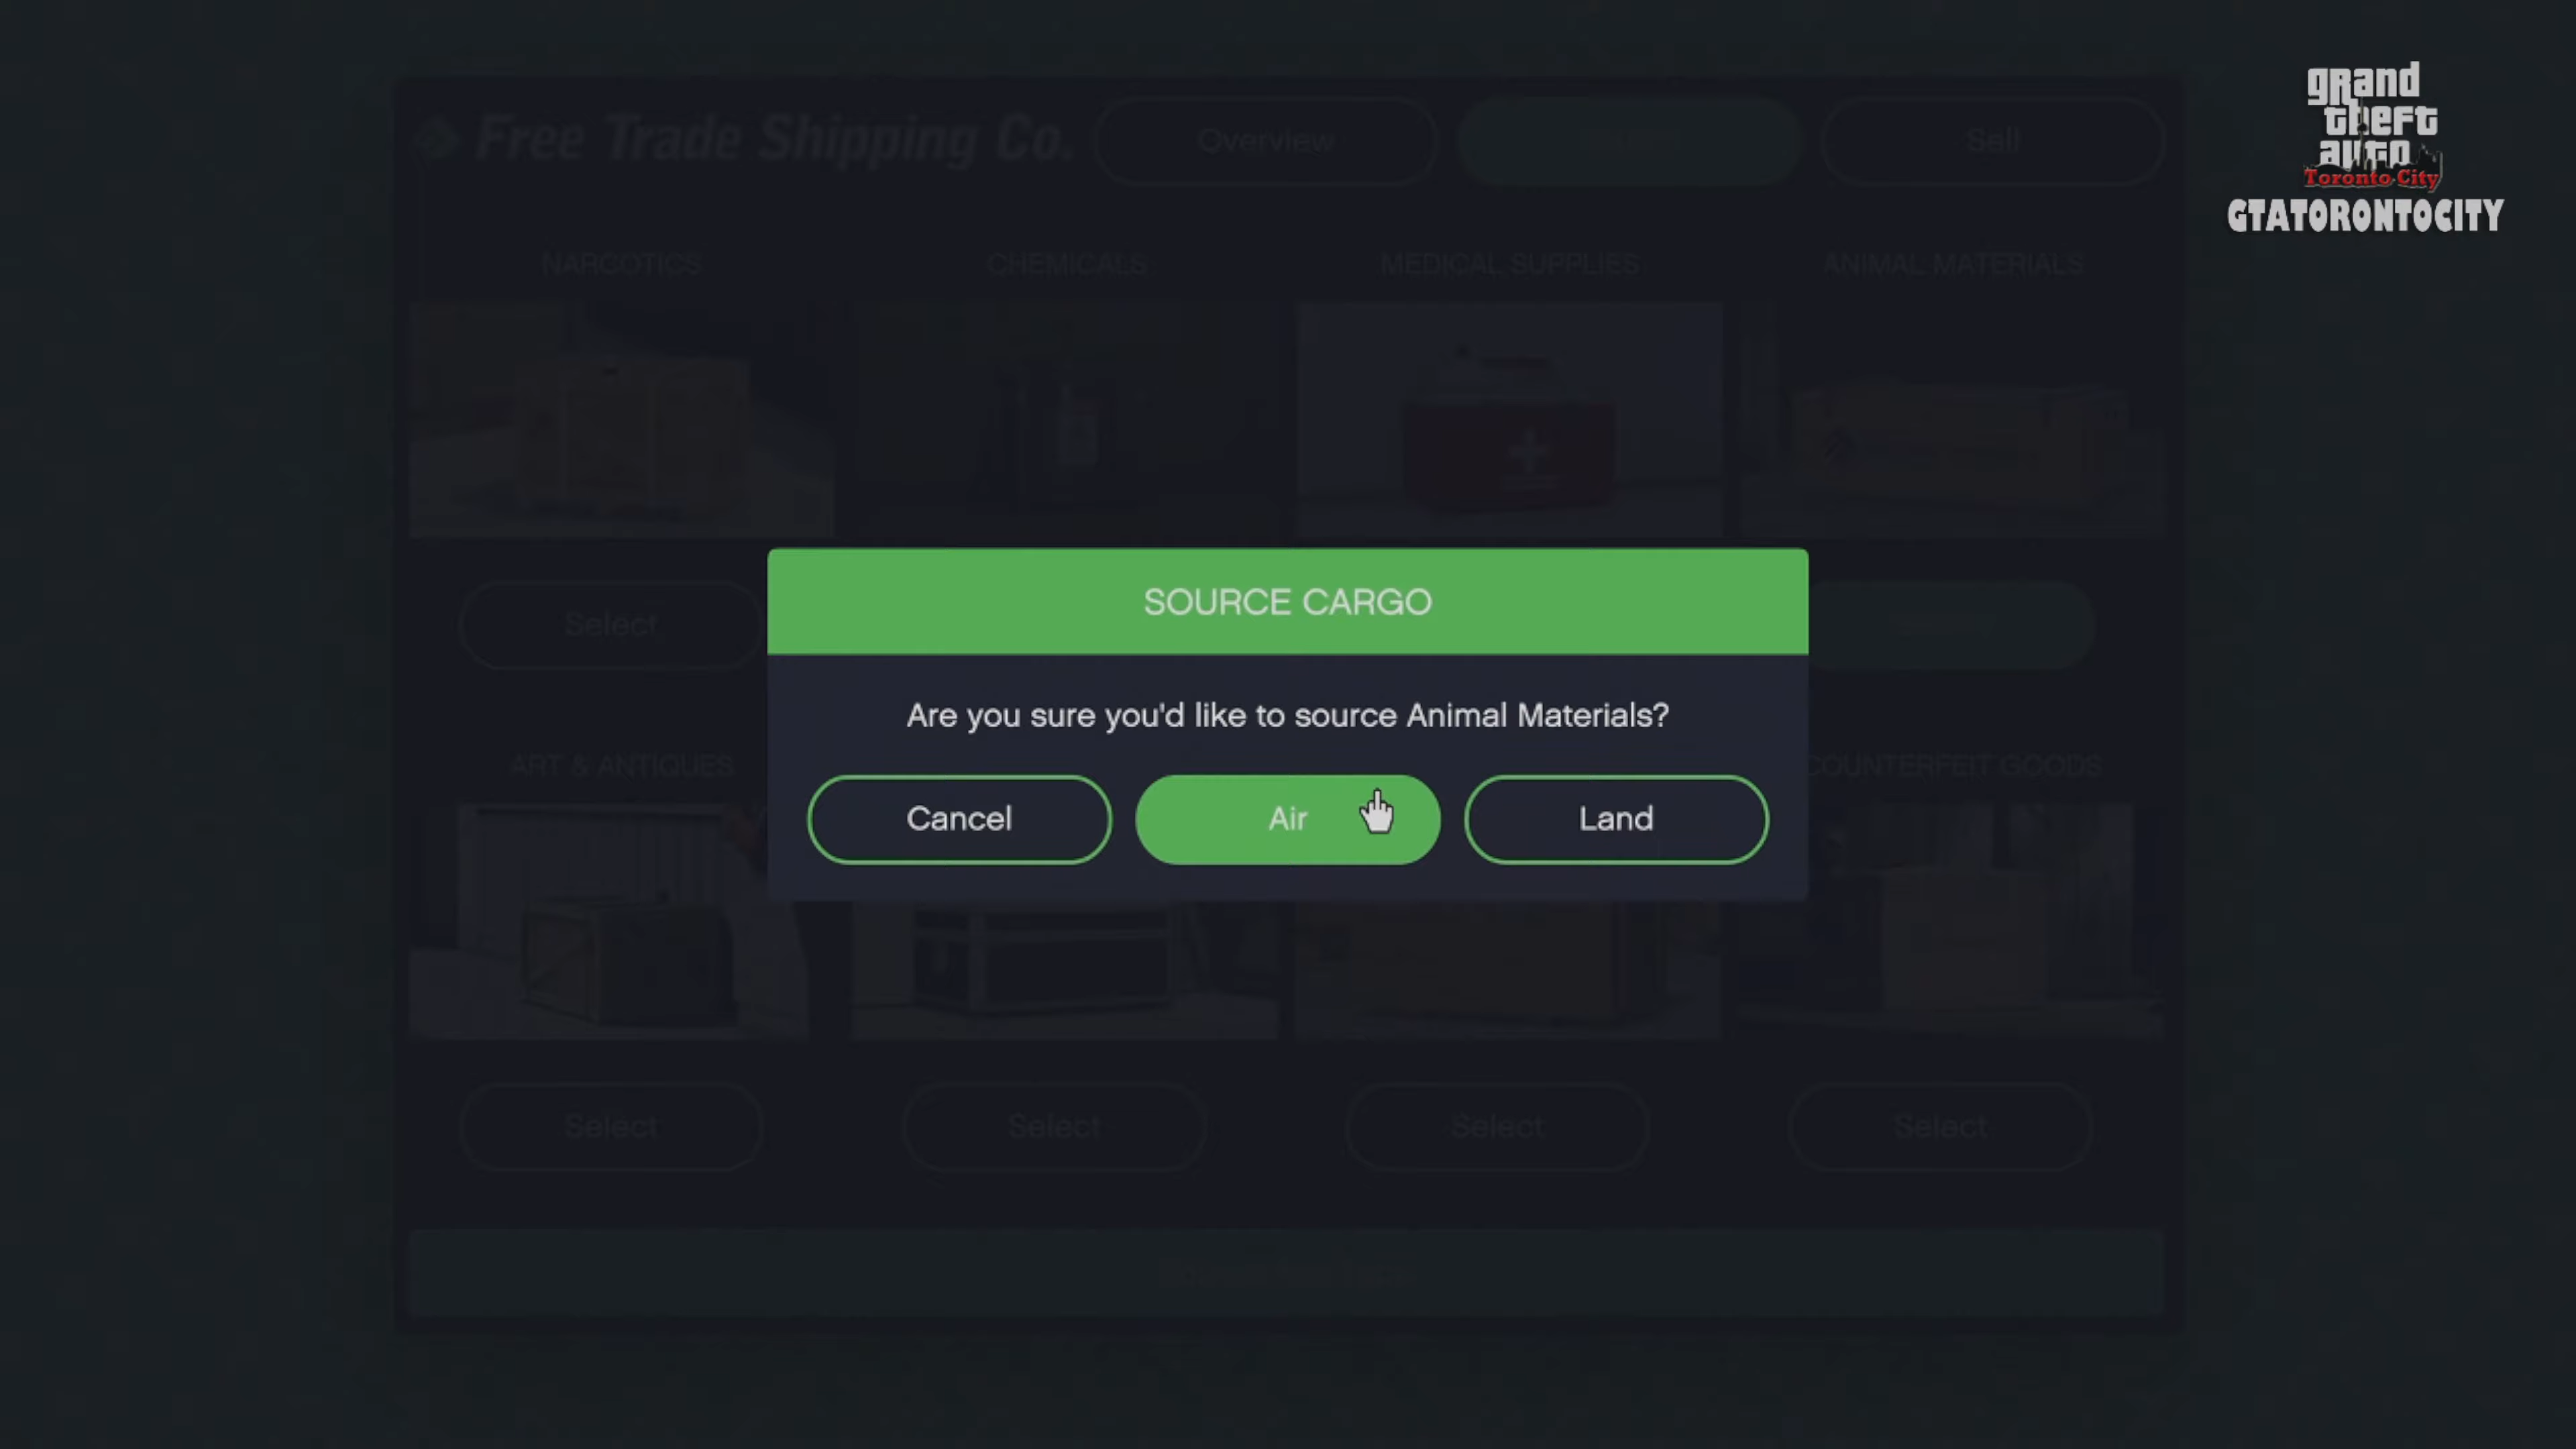 grand
theft
auto
Toronto City
GTATORONTOCITY
Free Trade Shipping Co.
Overview
Sell
NARCOTICS
CHEMICALS
MEDICAL SUPPLIES
ANIMAL MATERIALS
Select
SOURCE CARGO
Are you sure you'd like to source Animal Materials?
Cancel
Air
Land
ART & ANTIQUES
COUNTERFEIT GOODS
Select
Select
Select
Select